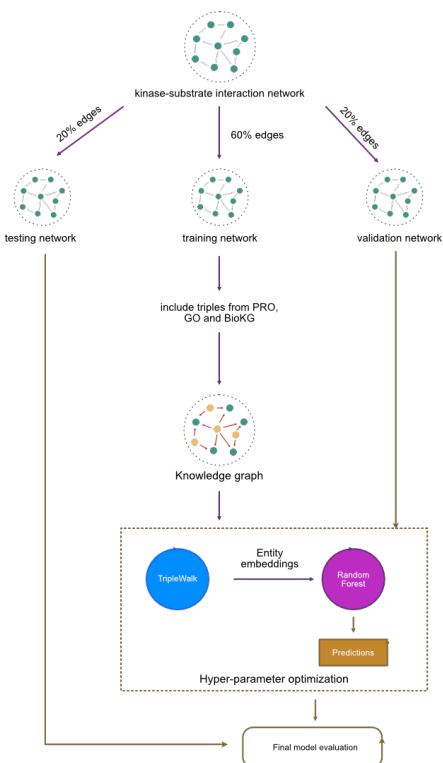 kinase-substrate interaction network
20% edges
60% edges
20% edges
testing network
training network
validation network
include triples from PRO,
GO and BioKG
Knowledge graph
TripleWalk
Entity
embeddings
Random
Forest
Predictions
Hyper-parameter optimization
Final model evaluation